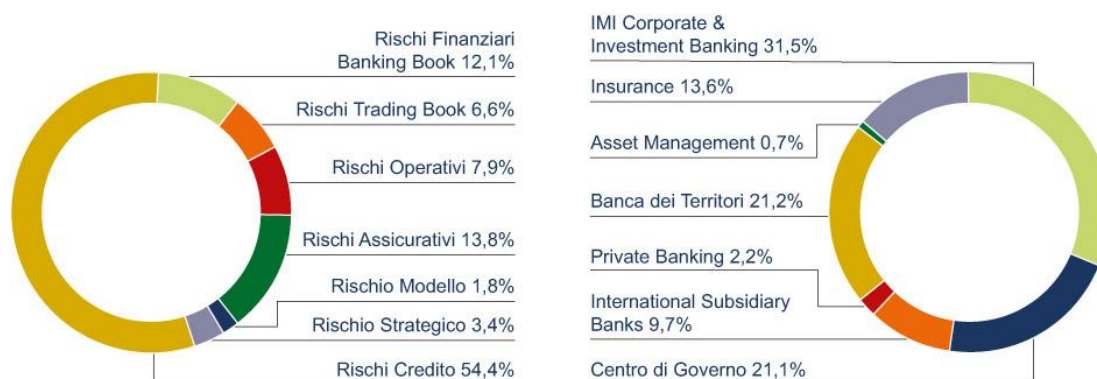 Rischi Finanziari
Banking Book 12,1%
Rischi Trading Book 6,6%
Rischi Operativi 7,9%
Rischi Assicurativi 13,8%
Rischio Modello 1,8%
Rischio Strategico 3,4%
Rischi Credito 54,4%
IMI Corporate &
Investment Banking 31,5%
Insurance 13,6%
Asset Management 0,7%
Banca dei Territori 21,2%
Private Banking 2,2%
International Subsidiary
Banks 9,7%
Centro di Governo 21,1%